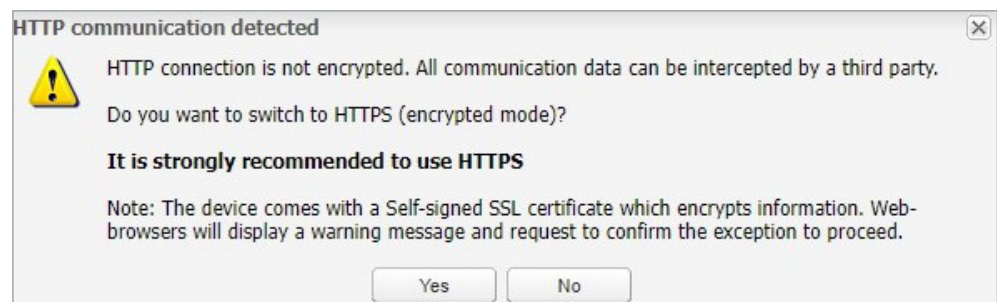 HTTP communication detected
HTTP connection is not encrypted. All communication data can be intercepted by a third party.
Do you want to switch to HTTPS (encrypted mode)?
It is strongly recommended to use HTTPS
Note: The device comes with a Self-signed SSL certificate which encrypts information. Web-
browsers will display a warning message and request to confirm the exception to proceed.
Yes No